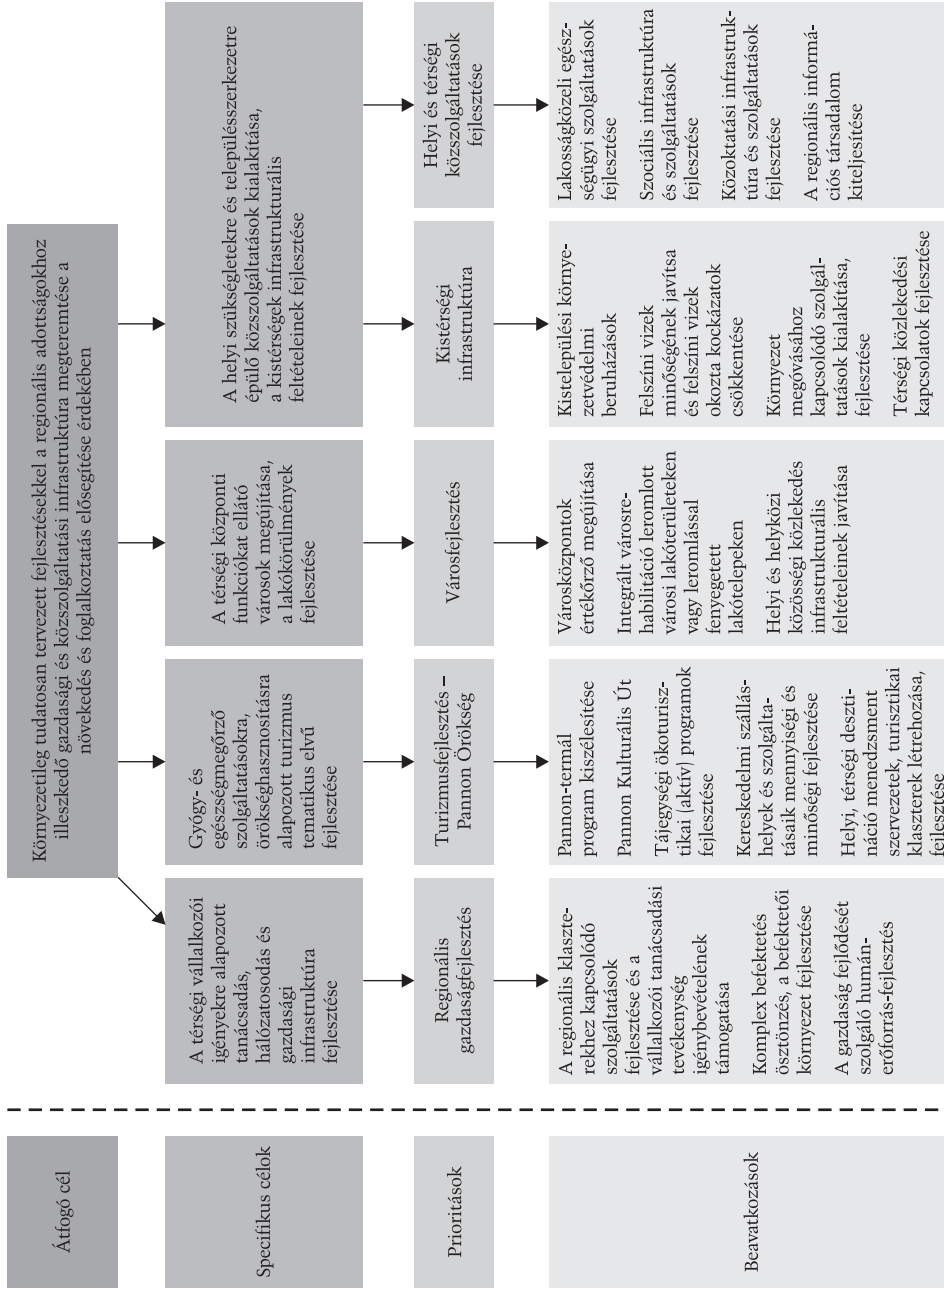 Átfogó cél
Környezetileg tudatosan tervezett fejlesztésekkel a regionális adottságokhoz
illeszkedő gazdasági és közszolgáltatási infrastruktúra megteremtése a
növekedés és foglalkoztatás elősegítése érdekében
Specifikus célok
A térségi vállalkozói
igényekre alapozott
tanácsadás,
hálózatosodás és
gazdasági
infrastruktúra
fejlesztése
Gyógy- és
egészségmegőrző
szolgáltatásokra,
örökséghasznosításra
alapozott turizmus
tematikus elvű
fejlesztése
A térségi központi
funkciókat ellátó
városok megújítása,
a lakókörülmények
fejlesztése
A helyi szükségletekre és településszerkezetre
épülő közszolgáltatások kialakítása,
a kistérségek infrastrukturális
feltételeinek fejlesztése
Prioritások
Regionális
gazdaságfejlesztés
Turizmusfejlesztés –
Pannon Örökség
Városfejlesztés
Kistérségi
infrastruktúra
Helyi és térségi
közszolgáltatások
fejlesztése
Beavatkozások
A regionális klaszte-
rekhez kapcsolódó
szolgáltatások
fejlesztése és a
vállalkozói tanácsadási
tevékenység
igénybevételének
támogatása
Komplex befektetés
ösztönzés, a befektetői
környezet fejlesztése
A gazdaság fejlődését
szolgáló humán-
erőforrás-fejlesztés
Pannon-termál
program kiszélesítése
Pannon Kulturális Út
Tájegységi ökoturisz-
tikai (aktív) programok
fejlesztése
Kereskedelmi szállás-
helyek és szolgálta-
tásaik mennyiségi és
minőségi fejlesztése
Helyi, térségi deszti-
náció menedzsment
szervezetek, turisztikai
klaszterek létrehozása,
fejlesztése
Városközpontok
értékőrző megújítása
Integrált városre-
habilitáció leromlott
városi lakóterületeken
vagy leromlással
fenyegetett
lakótelepeken
Helyi és helyközi
közösségi közlekedés
infrastrukturális
feltételeinek javítása
Kistelepülési környe-
zetvédelmi
beruházások
Felszíni vizek
minőségének javítsa
és felszíni vizek
okozta kockázatok
csökkentése
Környezet
megóvásához
kapcsolódó szolgál-
tatások kialakítása,
fejlesztése
Térségi közlekedési
kapcsolatok fejlesztése
Lakosságközeli egész-
ségügyi szolgáltatások
fejlesztése
Szociális infrastruktúra
és szolgáltatások
fejlesztése
Közoktatási infrastruk-
túra és szolgáltatások
fejlesztése
A regionális informá-
ciós társadalom
kiteljesítése